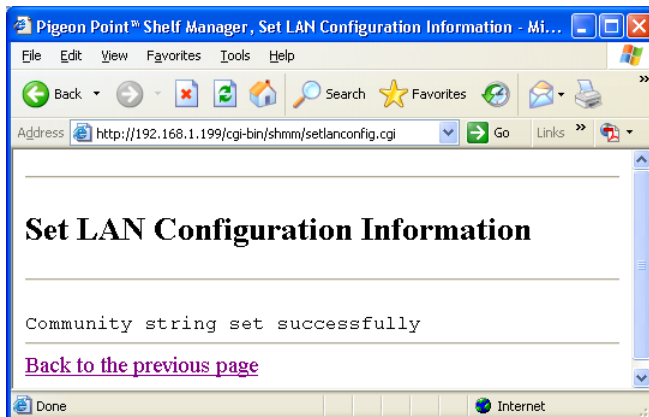 Pigeon Point™ Shelf Manager, Set LAN Configuration Information - Mi...
File Edit View Favorites Tools Help
Back Search Favorites
Address http://192.168.1.199/cgi-bin/shmm/setlanconfig.cgi Go Links
Set LAN Configuration Information
Community string set successfully
Back to the previous page
Done Internet